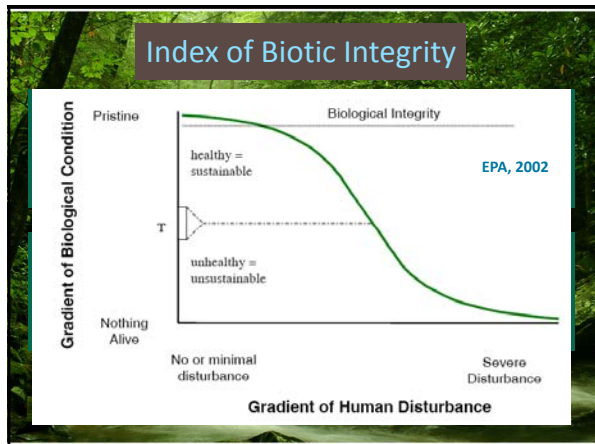 Index of Biotic Integrity
Gradient of Biological Condition
Pristine
Biological Integrity
healthy =
sustainable
EPA, 2002
T
unhealthy =
unsustainable
Nothing
Alive
No or minimal
disturbance
Severe
Disturbance
Gradient of Human Disturbance